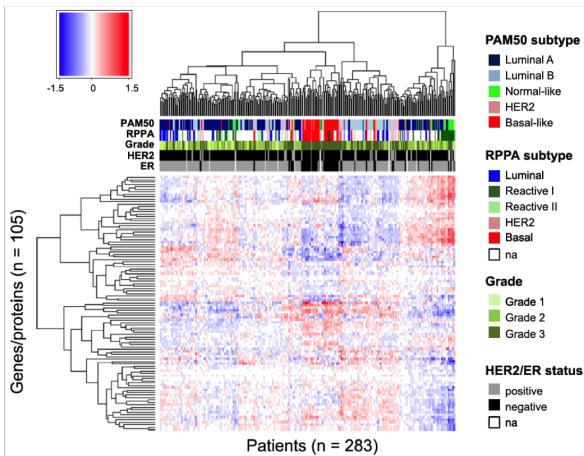 -1.5 0 1.5
PAM50
RPPA
Grade
HER2
ER
Genes/proteins (n = 105)
Patients (n = 283)
PAM50 subtype
Luminal A
Luminal B
Normal-like
HER2
Basal-like
RPPA subtype
Luminal
Reactive I
Reactive II
HER2
Basal
na
Grade
Grade 1
Grade 2
Grade 3
HER2/ER status
positive
negative
na